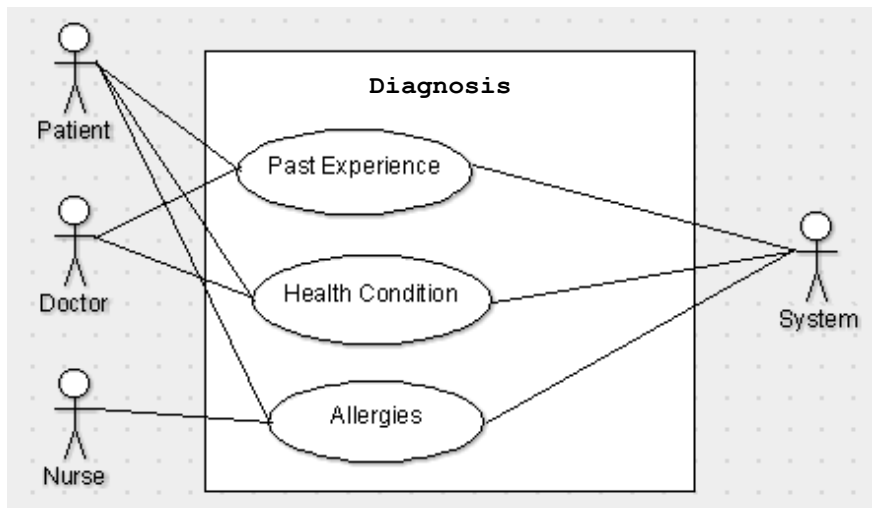 Diagnosis
Patient
Past Experience
Doctor
Health Condition
System
Allergies
Nurse